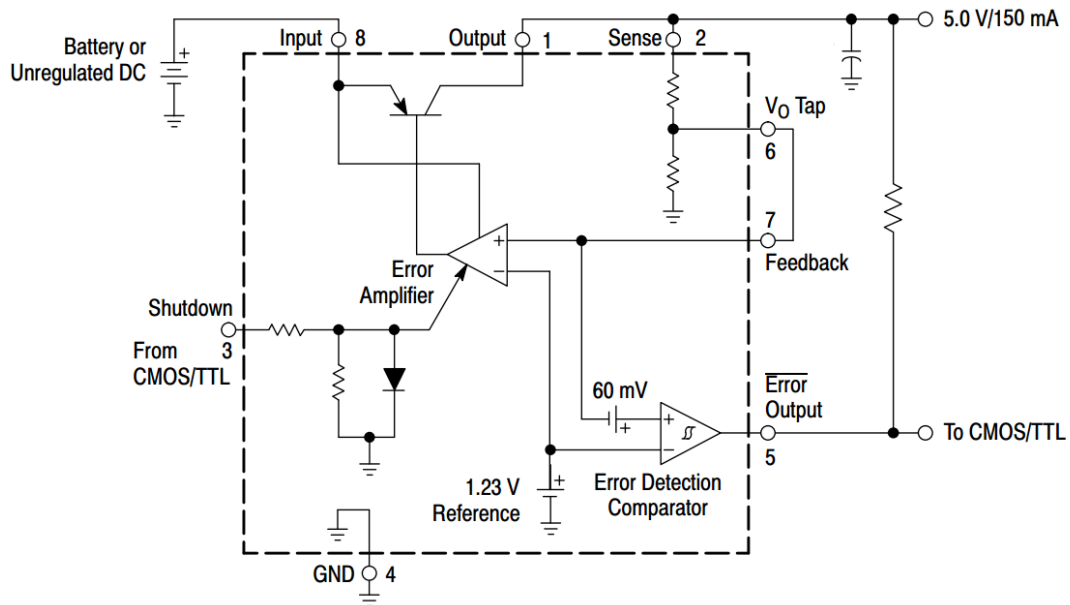 5.0 V/150 mA
Battery or
Unregulated DC
+
Input 8
Output 1
Sense 2
VO Tap
6
7
Feedback
+
−
Error
Amplifier
Shutdown
3
From
CMOS/TTL
60 mV
+
+
−
Error
Output
5
To CMOS/TTL
1.23 V
Reference
+
Error Detection
Comparator
GND 4